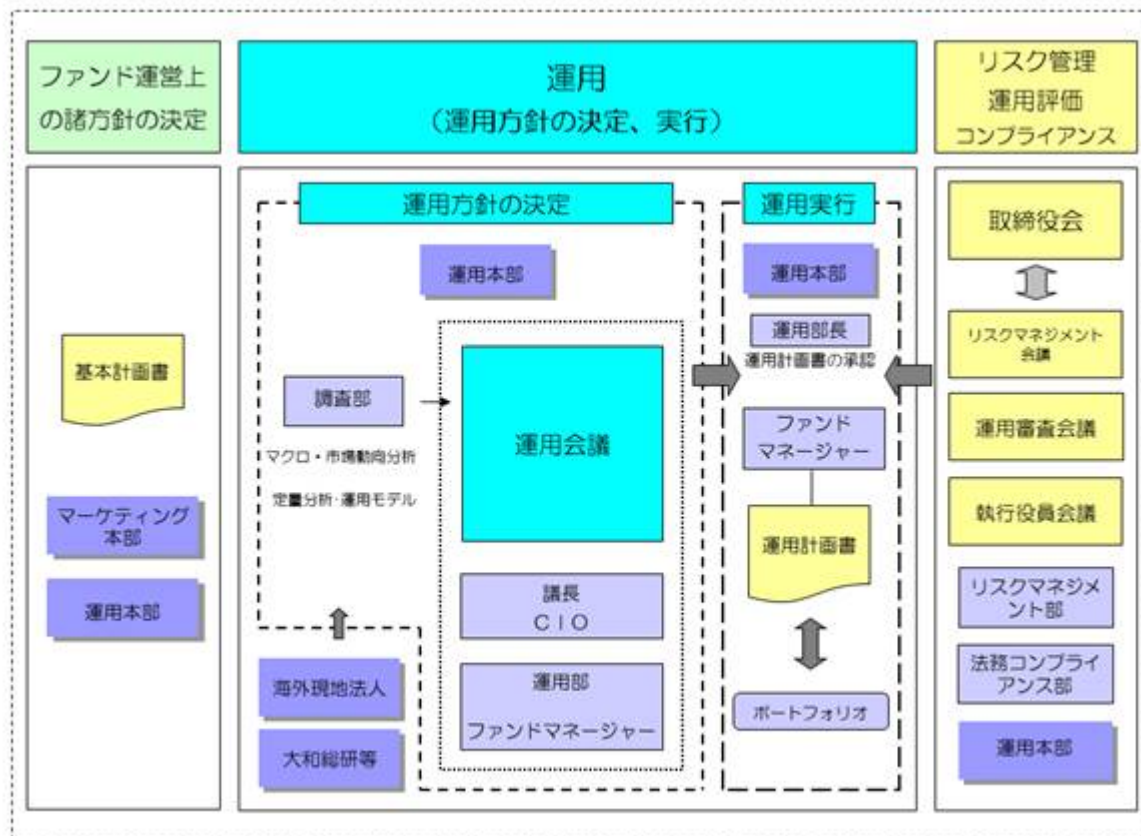 ファンド運営上
の諸方針の決定
運用
（運用方針の決定、実行）
リスク管理
運用評価
コンプライアンス
基本計画書
マーケティング
本部
運用本部
運用方針の決定
運用本部
調査部
マクロ・市場動向分析
定量分析･運用モデル
運用会議
議長
ＣＩＯ
運用部
ファンドマネージャー
海外現地法人
大和総研等
運用実行
運用本部
運用部長
運用計画書の承認
ファンド
マネージャー
運用計画書
ポートフォリオ
取締役会
リスクマネジメント
会議
運用審査会議
執行役員会議
リスクマネジメ
ント部
法務コンプライ
アンス部
運用本部